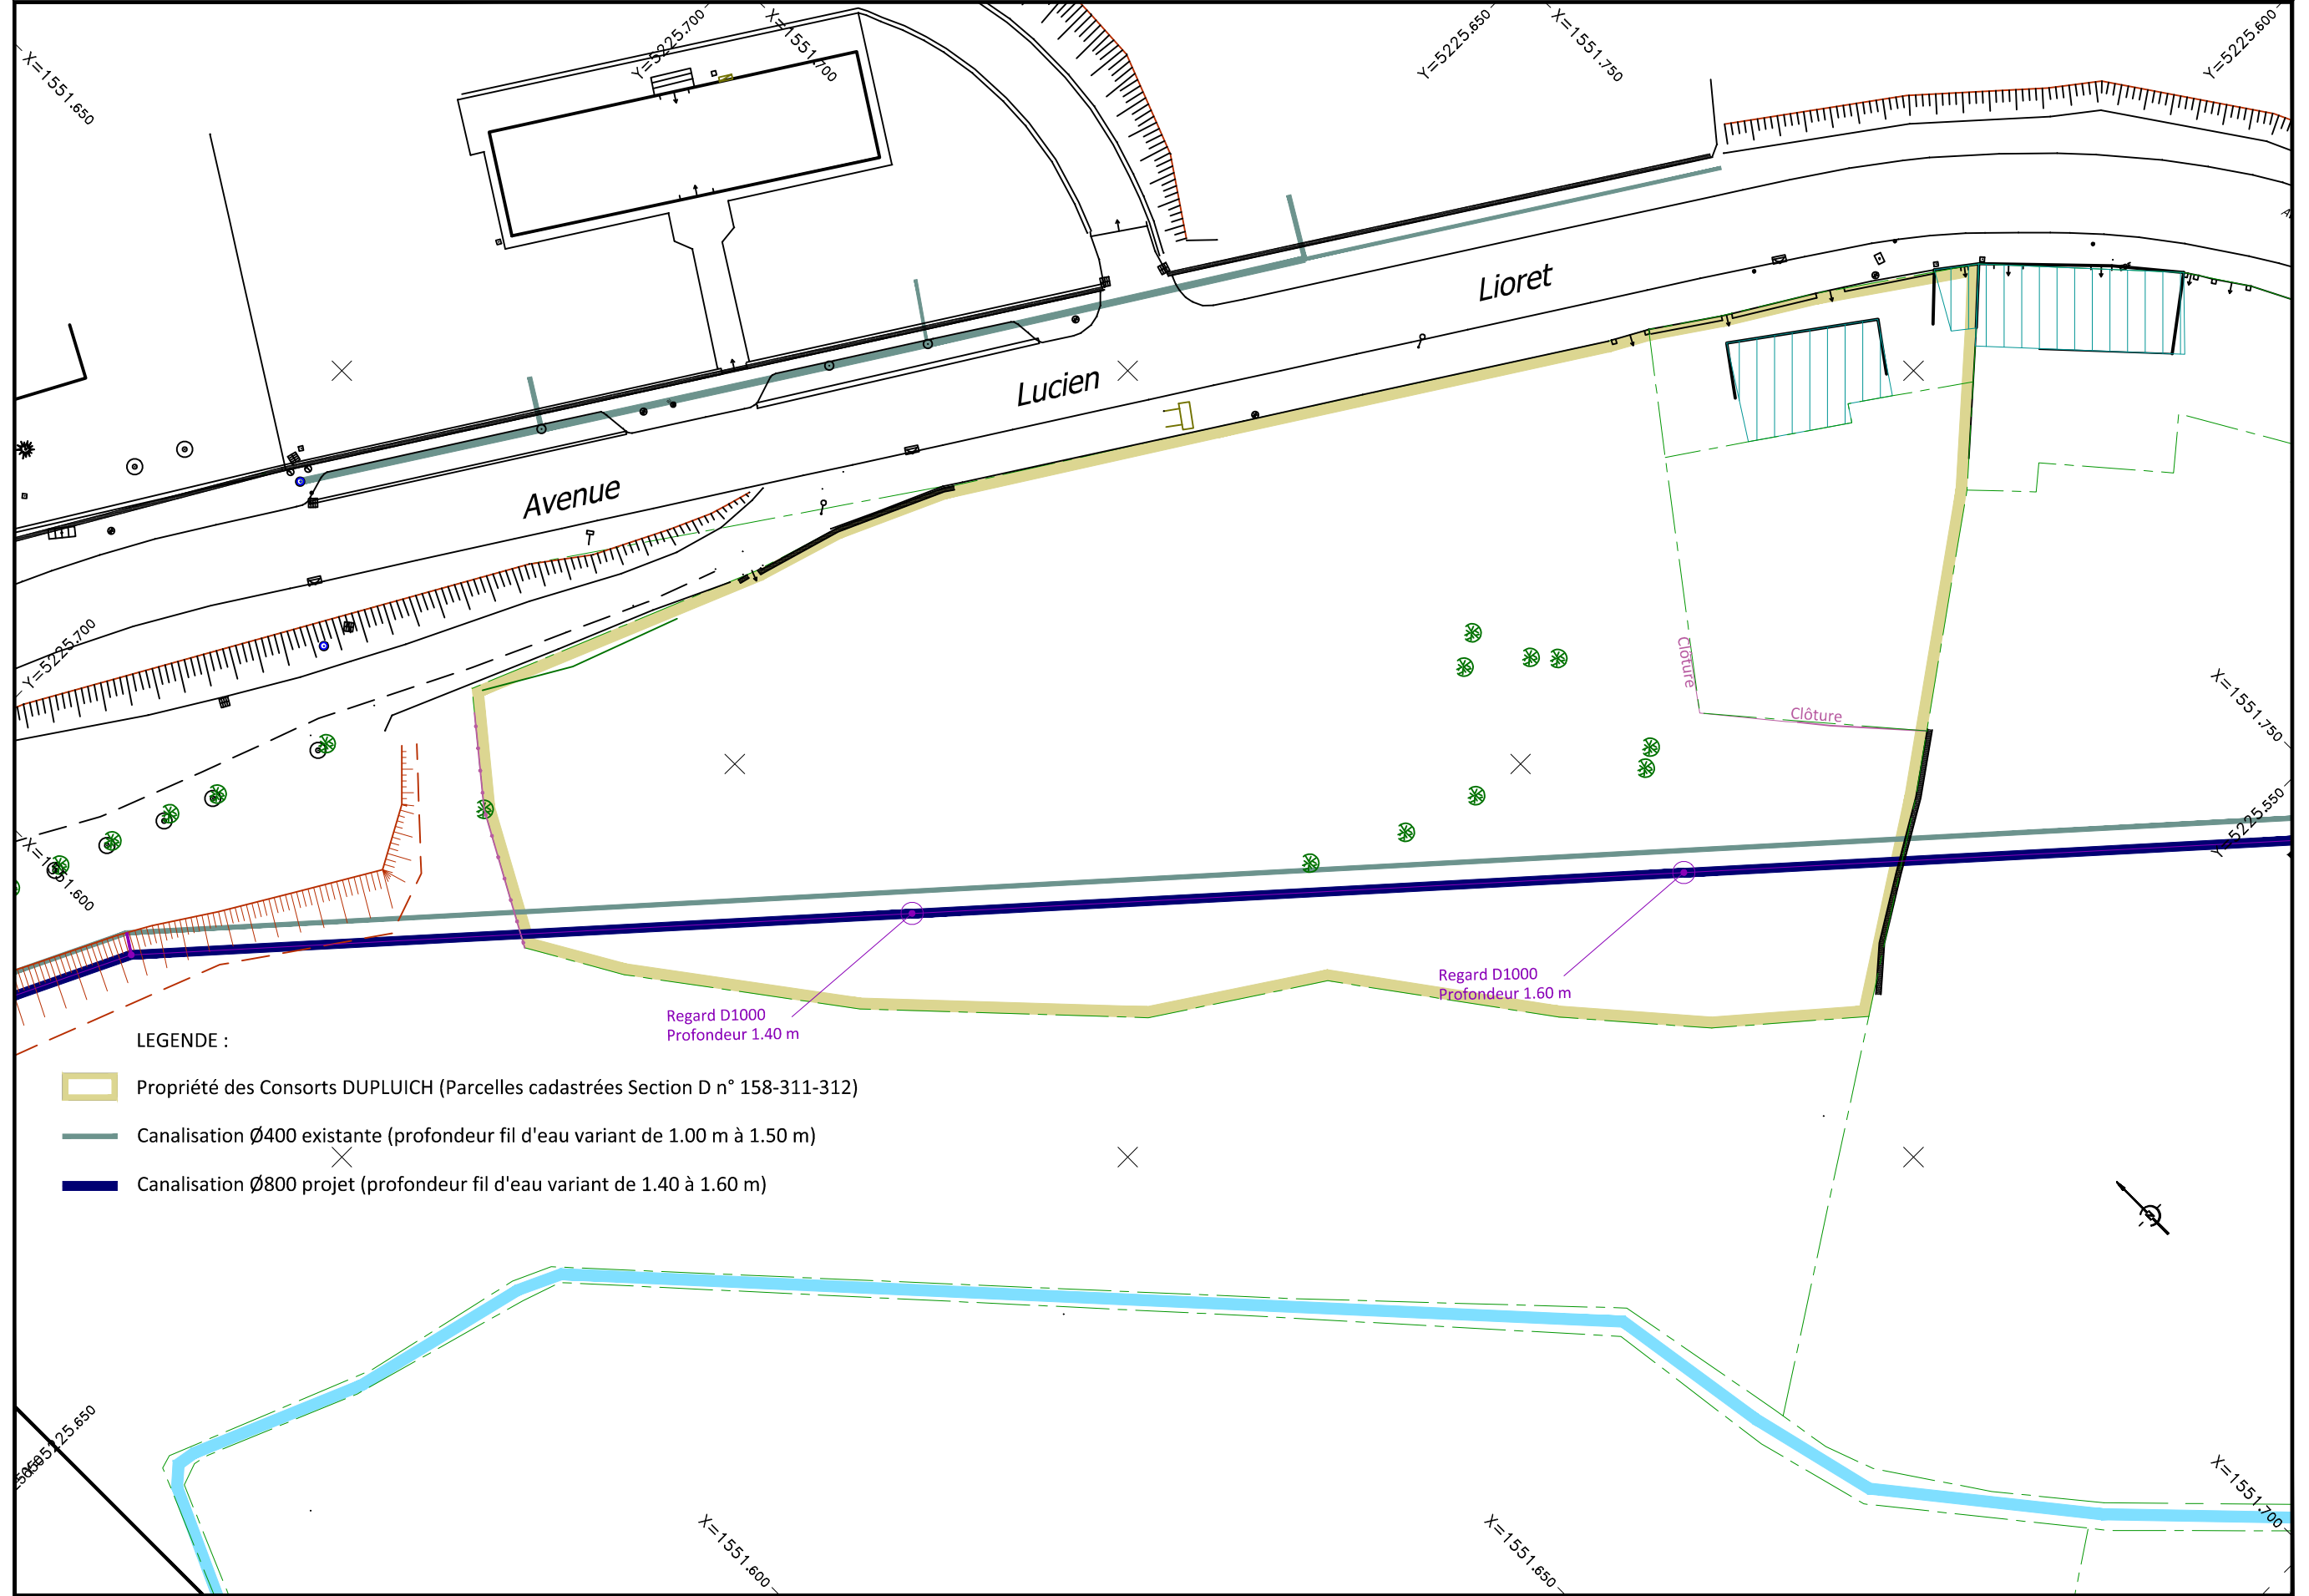 X=1551.650
Y=5225.700
X=1551.700
Y=5225.650
X=1551.750
Y=5225.600
Lioret
Lucien
Avenue
Y=5225.700
Clôture
Clôture
X=1551.750
Y=5225.550
X=1551.600
Regard D1000
Profondeur 1.60 m
Regard D1000
Profondeur 1.40 m
LEGENDE :
Propriété des Consorts DUPLUICH (Parcelles cadastrées Section D n° 158-311-312)
Canalisation Ø400 existante (profondeur fil d'eau variant de 1.00 m à 1.50 m)
Canalisation Ø800 projet (profondeur fil d'eau variant de 1.40 à 1.60 m)
X=1551.700
X=1551.600
X=1551.650